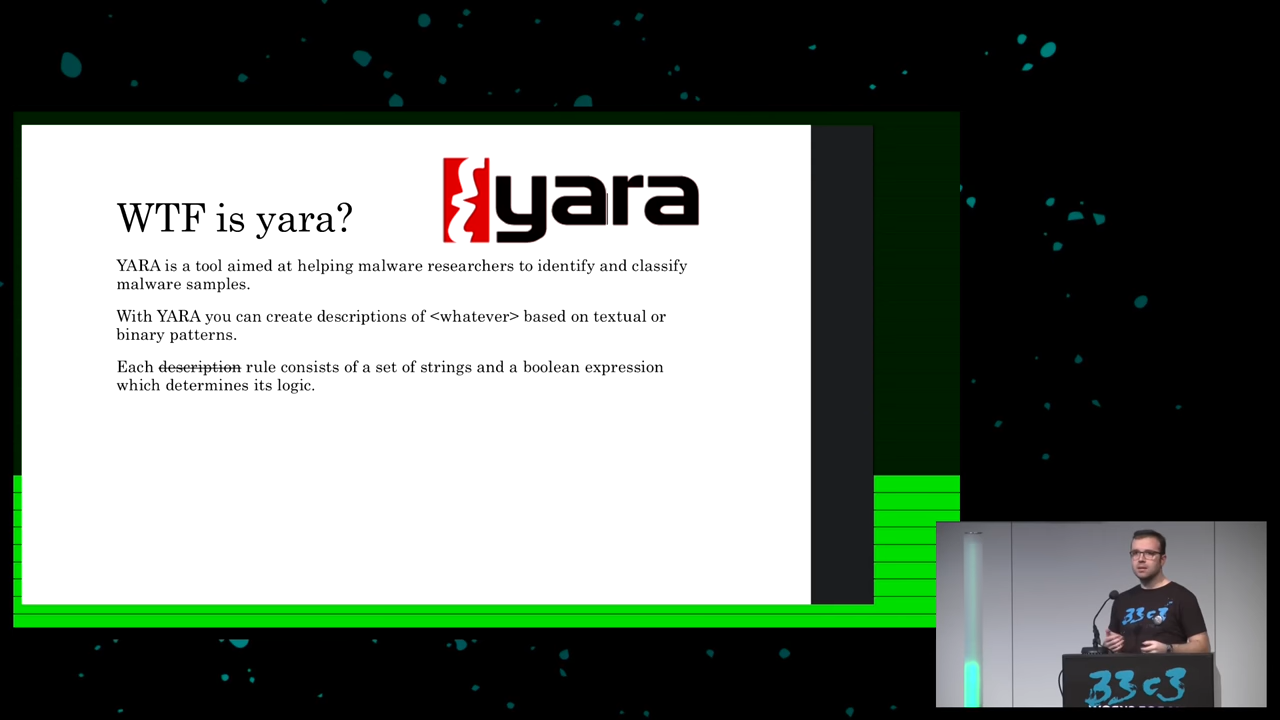 yara
WTF is yara?
YARA is a tool aimed at helping malware researchers to identify and classify
malware samples.
With YARA you can create descriptions of <whatever> based on textual or
binary patterns.
Each description rule consists of a set of strings and a boolean expression
which determines its logic.
33c3
33c3